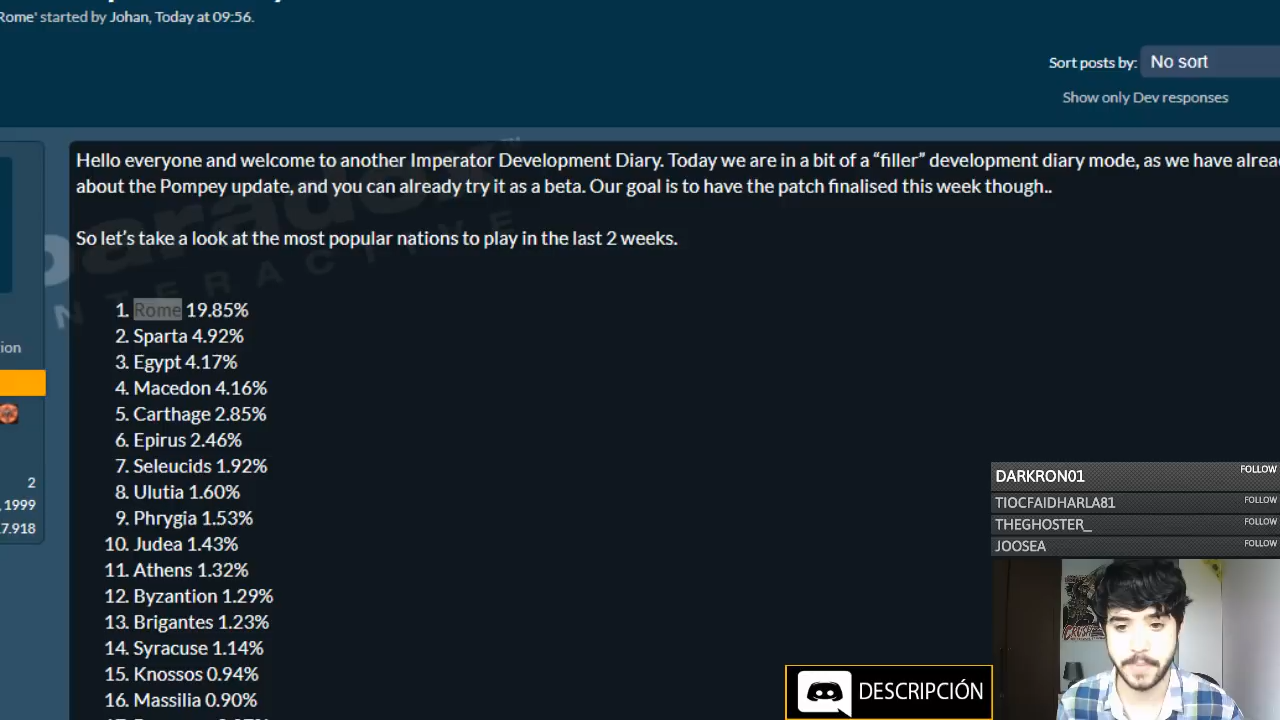 Rome' started by Johan, Today at 09:56.
Sort posts by: No sort
Show only Dev responses
Hello everyone and welcome to another Imperator Development Diary. Today we are in a bit of a “filler” development diary mode, as we have
about the Pompey update, and you can already try it as a beta. Our goal is to have the patch finalised this week though..
So let’s take a look at the most popular nations to play in the last 2 weeks.
paradox
INTERACTIVE
1. Rome 19.85%
2. Sparta 4.92%
3. Egypt 4.17%
4. Macedon 4.16%
5. Carthage 2.85%
6. Epirus 2.46%
7. Seleucids 1.92%
8. Ulutia 1.60%
9. Phrygia 1.53%
10. Judea 1.43%
11. Athens 1.32%
12. Byzantion 1.29%
13. Brigantes 1.23%
14. Syracuse 1.14%
15. Knossos 0.94%
16. Massilia 0.90%
ion
2
, 1999
7.918
DARKRON01 FOLLOW
TIOCFAIDHARLA81 FOLLOW
THEGHOSTER_ FOLLOW
JOOSEA FOLLOW
DESCRIPCIÓN